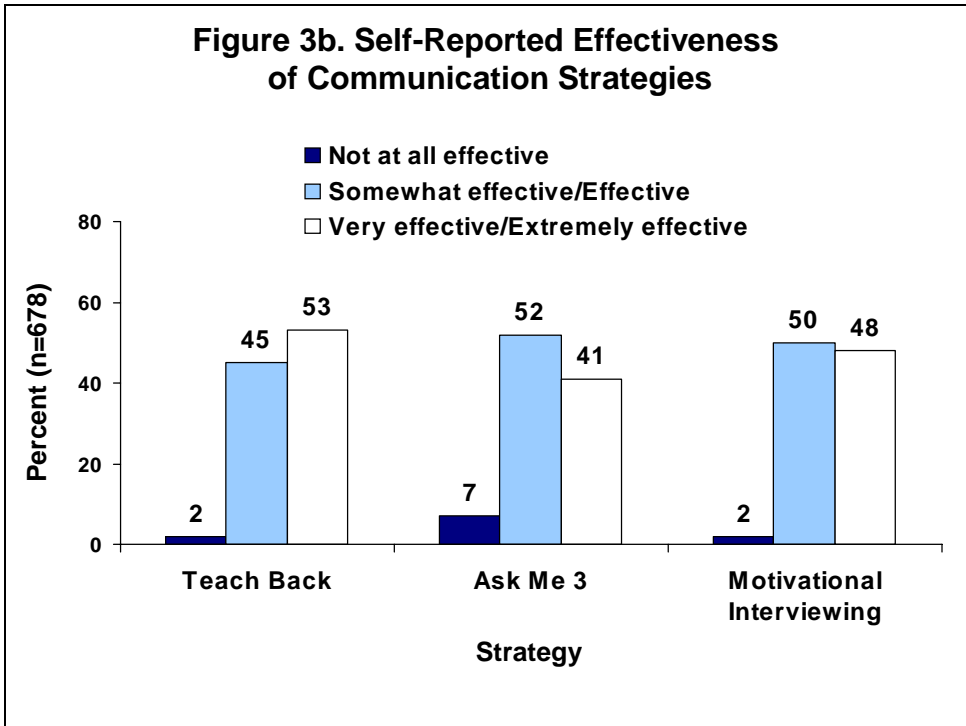 Figure 3b. Self-Reported Effectiveness
of Communication Strategies
Not at all effective
Somewhat effective/Effective
Very effective/Extremely effective
Percent (n=678)
80
60
40
20
0
2
45
53
7
52
41
2
50
48
Teach Back
Ask Me 3
Motivational
Interviewing
Strategy